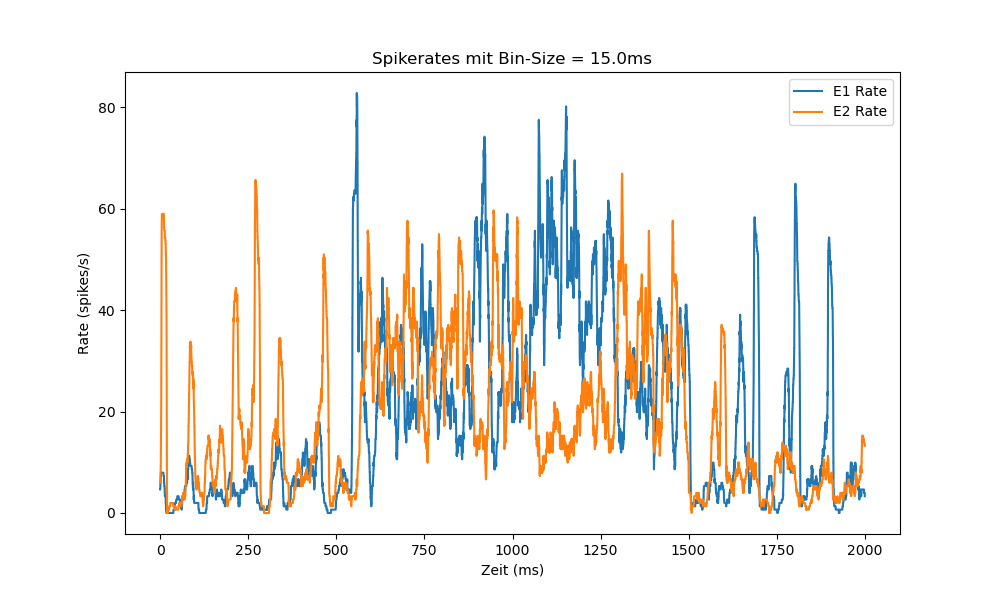 Spikerates mit Bin-Size = 15.0ms
E1 Rate
E2 Rate
Rate (spikes/s)
80
60
40
20
0
0 250 500 750 1000 1250 1500 1750 2000
Zeit (ms)